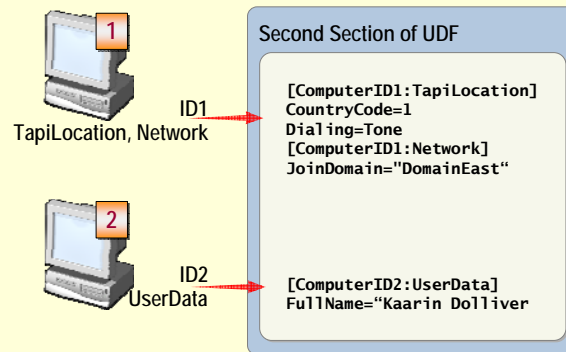 1
ID1
TapiLocation, Network
2
ID2
UserData
Second Section of UDF
[ComputerID1:TapiLocation]
CountryCode=1
Dialing=Tone
[ComputerID1:Network]
JoinDomain="DomainEast“
[ComputerID2:UserData]
FullName=“Kaarin Dolliver